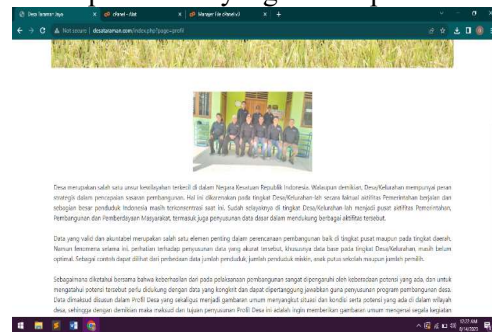 Desa Taraman Jaya
cPanel - Alat
Manajer File cPanel v3
Not secure | desataraman.com/index.php?page=profil
Desa merupakan salah satu unsur kewilayahan terkecil di dalam Negara Kesatuan Republik Indonesia. Walaupun demikian, Desa/Kelurahan mempunyai peran
strategis dalam pencapaian sasaran pembangunan. Hal ini dikarenakan pada tingkat Desa/Kelurahan lah secara faktual aktifitas Pemerintahan berjalan dan
sebagian besar penduduk Indonesia masih terkonsentrasi saat ini. Sudah selayaknya di tingkat Desa/Kelurahan lah menjadi pusat aktifitas Pemerintahan,
Pembangunan dan Pemberdayaan Masyarakat, termasuk juga penyusunan data dasar dalam mendukung berbagai aktifitas tersebut.
Data yang valid dan akuntabel merupakan salah satu elemen penting dalam perencanaan pembangunan baik di tingkat pusat maupun pada tingkat daerah.
Namun fenomena selama ini, perhatian terhadap penyusunan data yang akurat tersebut, khususnya data base pada tingkat Desa/Kelurahan, masih belum
optimal. Sebagai contoh dapat dilihat dari perbedaan data jumlah penduduk, jumlah penduduk miskin, anak putus sekolah maupun jumlah pemilih.
Sebagaimana diketahui bersama bahwa keberhasilan dari pada pelaksanaan pembangunan sangat dipengaruhi oleh keberadaan potensi yang ada, dan untuk
mengetahui potensi tersebut perlu didukung dengan data yang kongkrit dan dapat dipertanggung jawabkan guna penyusunan program pembangunan desa.
Data dimaksud disusun dalam Profil Desa yang sekaligus menjadi gambaran umum menyangkut situasi dan kondisi serta potensi yang ada di dalam wilayah
desa, sehingga dengan demikian maka maksud dan tujuan penyusunan Profil Desa ini adalah ingin memberikan gambaran umum mengenai segala kegiatan